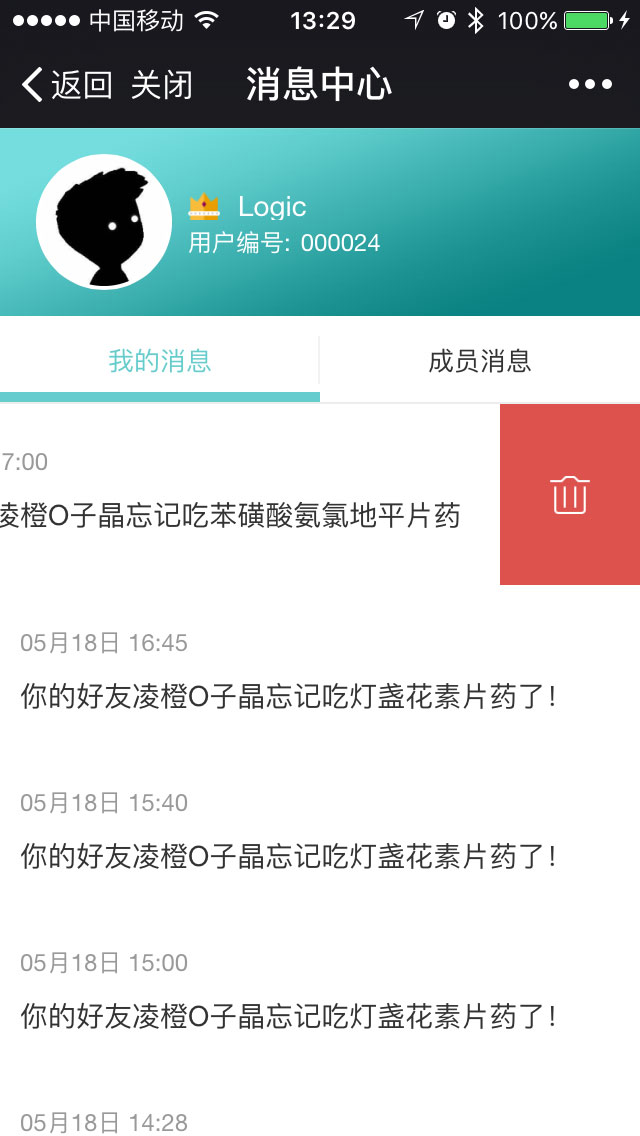 中国移动 13:29 100%
返回 关闭 消息中心
Logic
用户编号: 000024
我的消息 成员消息
7:00
凌橙O子晶忘记吃苯磺酸氨氯地平片药
05月18日 16:45
你的好友凌橙O子晶忘记吃灯盏花素片药了!
05月18日 15:40
你的好友凌橙O子晶忘记吃灯盏花素片药了!
05月18日 15:00
你的好友凌橙O子晶忘记吃灯盏花素片药了!
05月18日 14:28